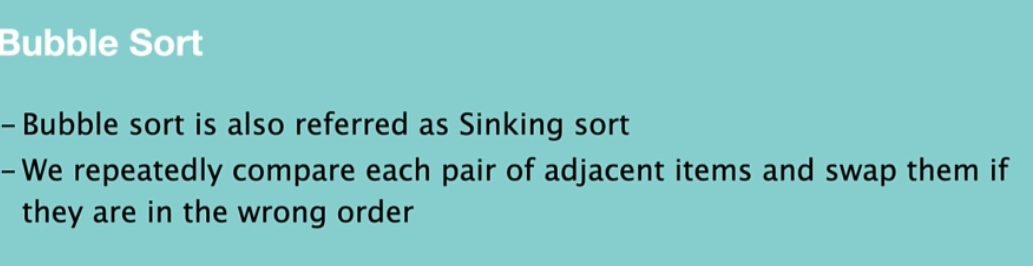 Bubble Sort
– Bubble sort is also referred as Sinking sort
– We repeatedly compare each pair of adjacent items and swap them if
they are in the wrong order